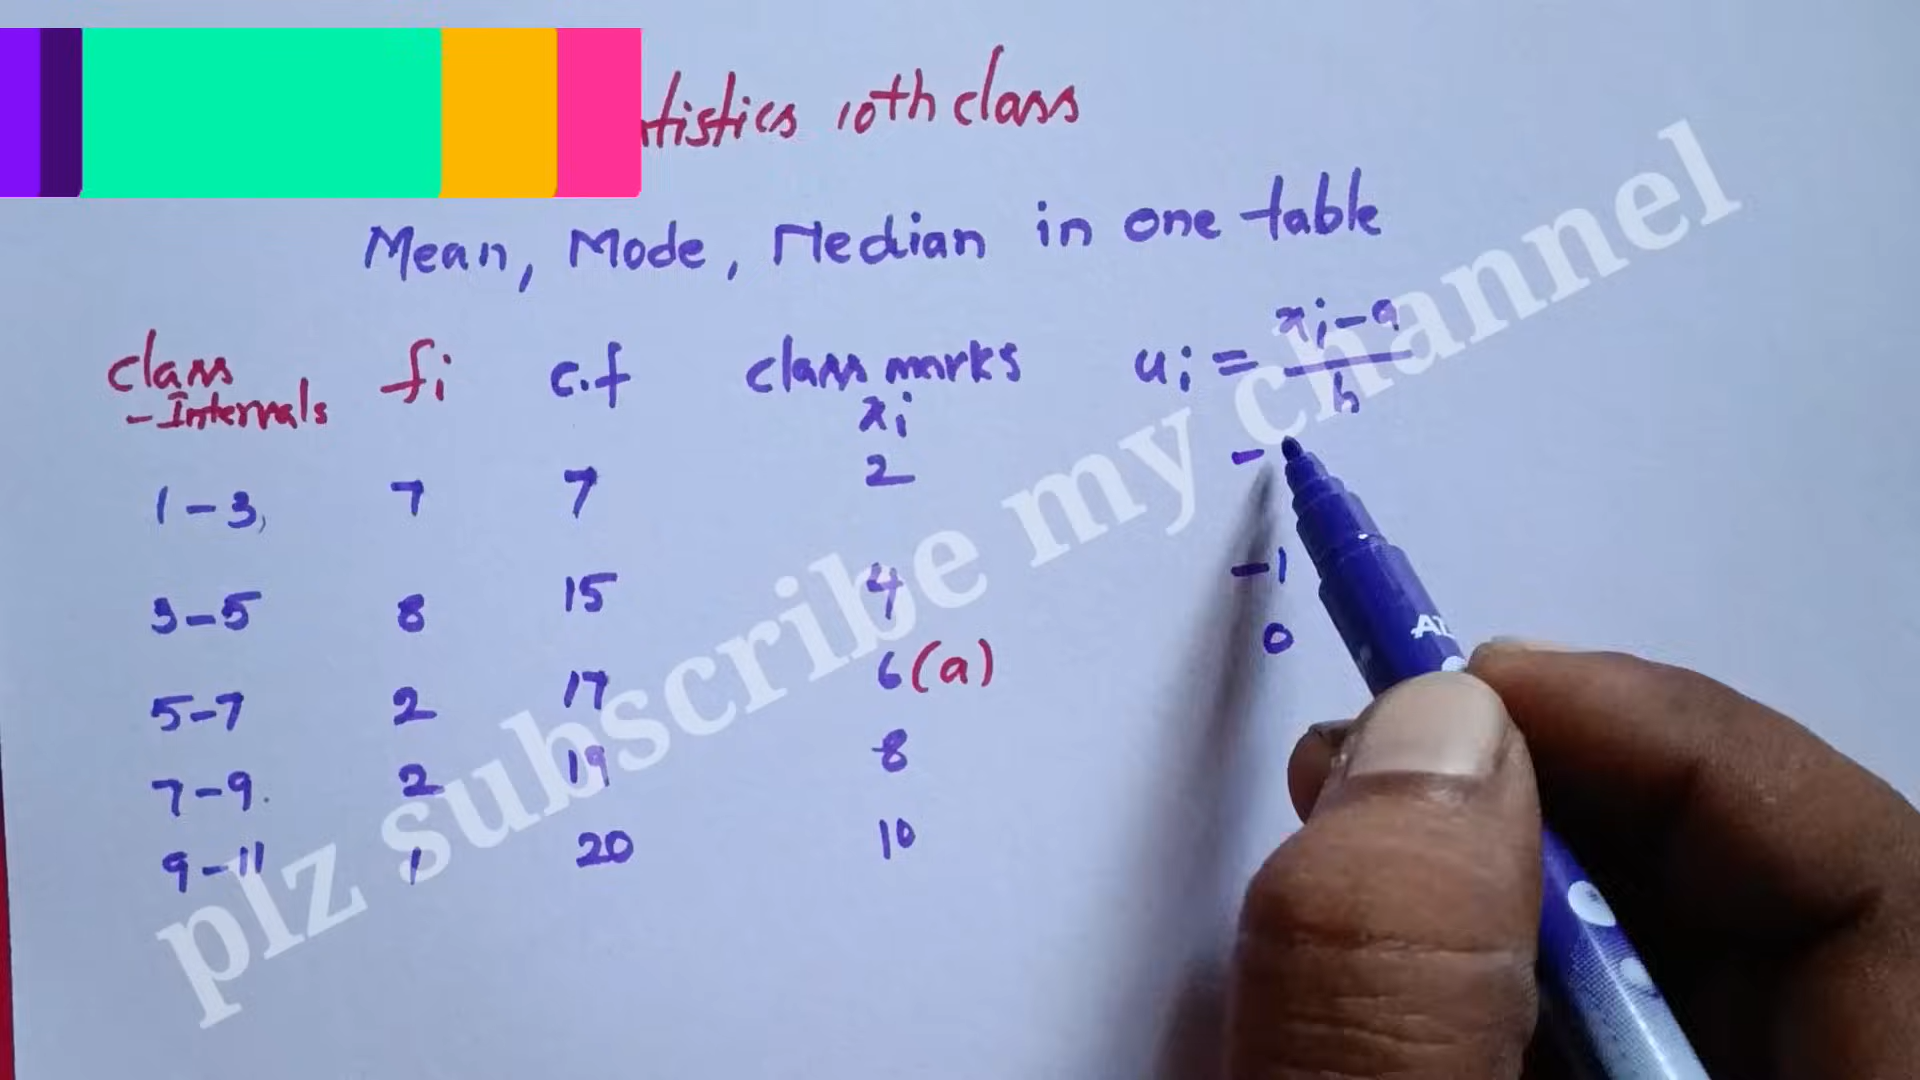 tistics 10th class
Mean, Mode, Median in one table
class - Intervals fi c.f class marks xi ui = xi-a / h
1-3, 7 7 2 -
3-5 8 15 4 -1
5-7 2 17 6(a) 0
7-9. 2 19 8
9-11 1 20 10
plz subscribe my channel